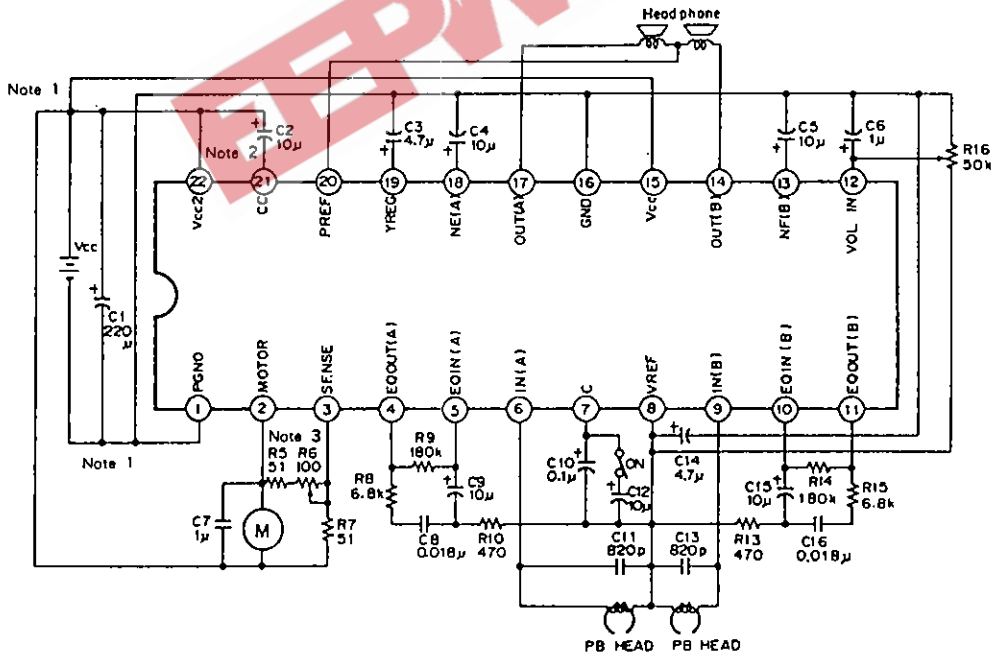 EEPW
Headphone
Note 1
C2
10μ
Note 2
C3
4.7μ
C4
10μ
C5
10μ
C6
1μ
R16
50k
22
21
20
19
18
17
16
15
14
13
12
Vcc2
CC
PREF
YREG
NE(A)
OUT(A)
GND
Vcc
OUT(B)
NF(B)
VOL IN
Vcc
C1
220
μ
PGNO
MOTOR
SENSE
EQOUT(A)
EQIN(A)
IN(A)
C
VREF
IN(B)
EQIN(B)
EQOUT(B)
1
2
3
4
5
6
7
8
9
10
11
Note 1
Note 3
R5
51
R6
100
R9
180k
R8
6.8k
C9
10μ
C10
0.1μ
ON
C12
10μ
C14
4.7μ
C15
10μ
R14
180k
R15
6.8k
C7
1μ
M
R7
51
C8
0.018μ
R10
470
C11
820p
C13
820p
R13
470
C16
0.018μ
PB HEAD
PB HEAD